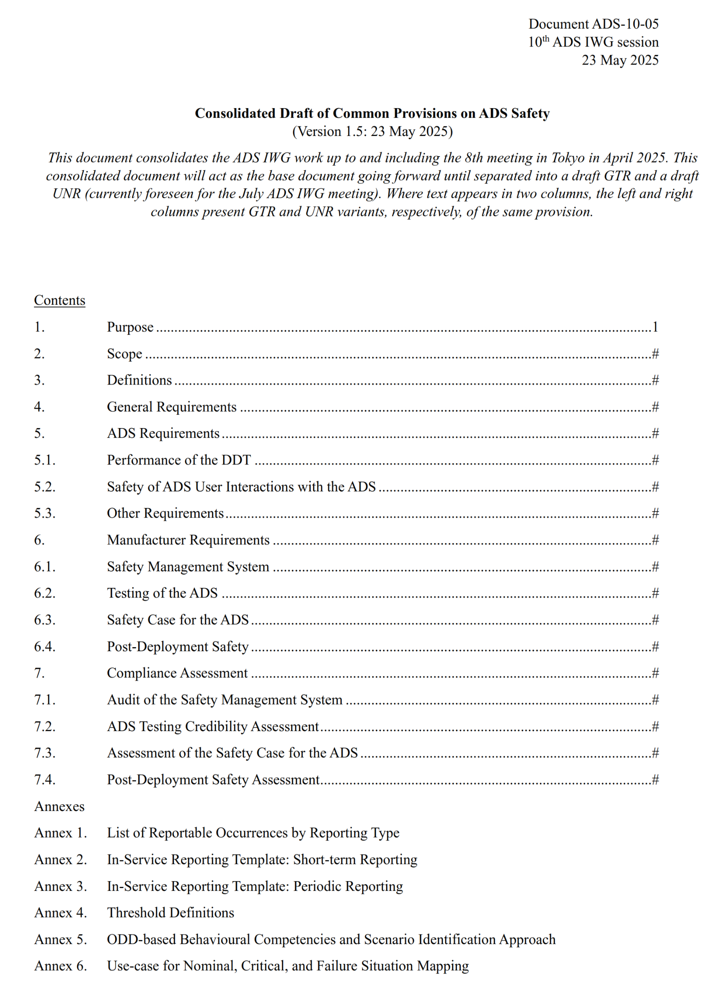 Document ADS-10-05
10th ADS IWG session
23 May 2025
Consolidated Draft of Common Provisions on ADS Safety
(Version 1.5: 23 May 2025)
This document consolidates the ADS IWG work up to and including the 8th meeting in Tokyo in April 2025. This
consolidated document will act as the base document going forward until separated into a draft GTR and a draft
UNR (currently foreseen for the July ADS IWG meeting). Where text appears in two columns, the left and right
columns present GTR and UNR variants, respectively, of the same provision.
Contents
1. Purpose ........................................ 1
2. Scope ........................................ #
3. Definitions ........................................ #
4. General Requirements ........................................ #
5. ADS Requirements ........................................ #
5.1. Performance of the DDT ........................................ #
5.2. Safety of ADS User Interactions with the ADS ........................................ #
5.3. Other Requirements ........................................ #
6. Manufacturer Requirements ........................................ #
6.1. Safety Management System ........................................ #
6.2. Testing of the ADS ........................................ #
6.3. Safety Case for the ADS ........................................ #
6.4. Post-Deployment Safety ........................................ #
7. Compliance Assessment ........................................ #
7.1. Audit of the Safety Management System ........................................ #
7.2. ADS Testing Credibility Assessment ........................................ #
7.3. Assessment of the Safety Case for the ADS ........................................ #
7.4. Post-Deployment Safety Assessment ........................................ #
Annexes
Annex 1. List of Reportable Occurrences by Reporting Type
Annex 2. In-Service Reporting Template: Short-term Reporting
Annex 3. In-Service Reporting Template: Periodic Reporting
Annex 4. Threshold Definitions
Annex 5. ODD-based Behavioural Competencies and Scenario Identification Approach
Annex 6. Use-case for Nominal, Critical, and Failure Situation Mapping